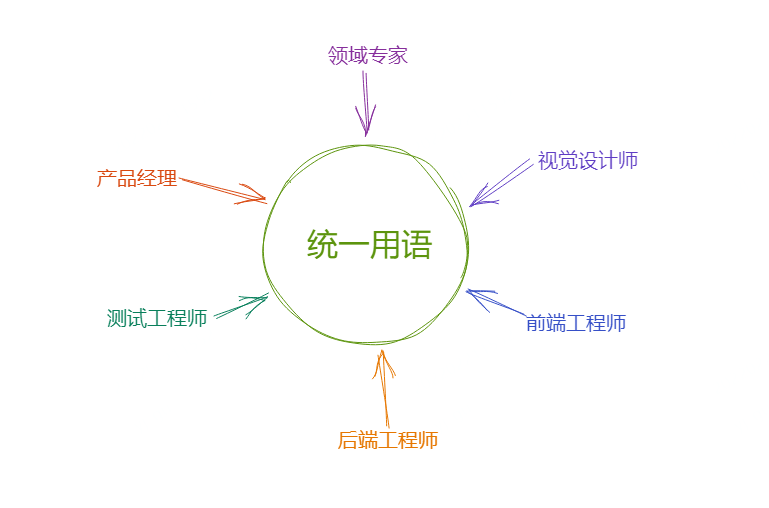 领域专家
视觉设计师
产品经理
统一用语
测试工程师
前端工程师
后端工程师